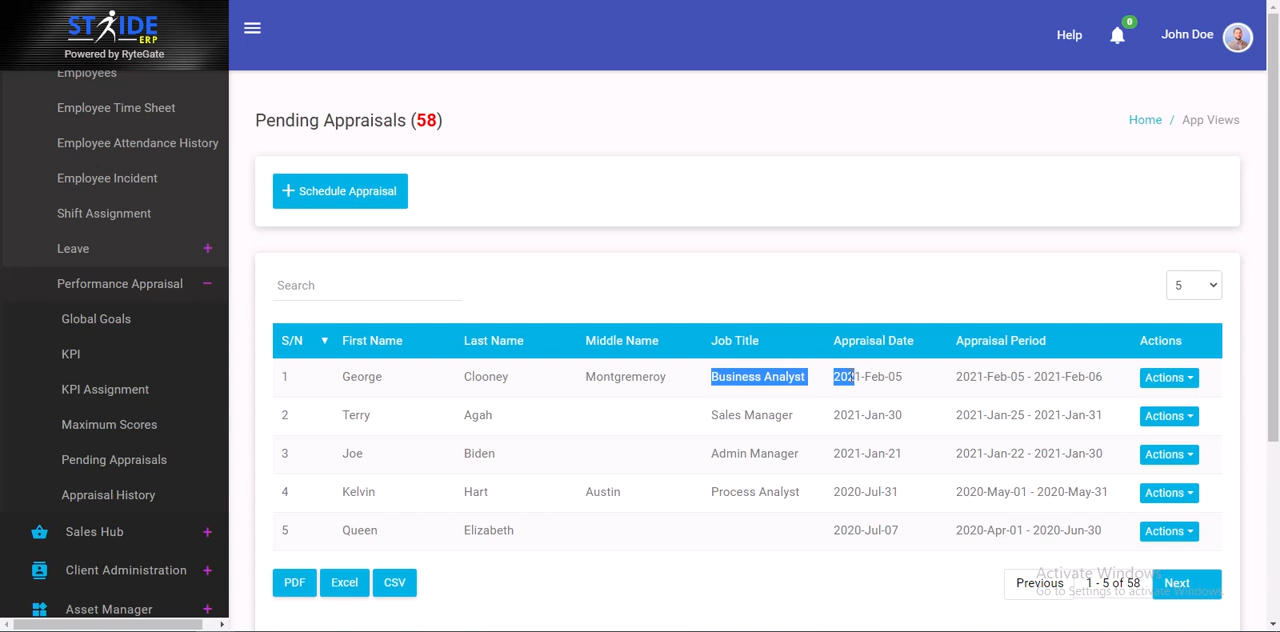 STRIDE
ERP
Powered by RyteGate
Help
0
John Doe
Employees
Employee Time Sheet
Employee Attendance History
Employee Incident
Shift Assignment
Leave +
Performance Appraisal −
Global Goals
KPI
KPI Assignment
Maximum Scores
Pending Appraisals
Appraisal History
Sales Hub +
Client Administration +
Asset Manager +
Pending Appraisals (58)
Home / App Views
+ Schedule Appraisal
Search
5
S/N ▼ First Name Last Name Middle Name Job Title Appraisal Date Appraisal Period Actions
1 George Clooney Montgremeroy Business Analyst 2021-Feb-05 2021-Feb-05 - 2021-Feb-06 Actions
2 Terry Agah Sales Manager 2021-Jan-30 2021-Jan-25 - 2021-Jan-31 Actions
3 Joe Biden Admin Manager 2021-Jan-21 2021-Jan-22 - 2021-Jan-30 Actions
4 Kelvin Hart Austin Process Analyst 2020-Jul-31 2020-May-01 - 2020-May-31 Actions
5 Queen Elizabeth 2020-Jul-07 2020-Apr-01 - 2020-Jun-30 Actions
PDF Excel CSV
Previous 1 - 5 of 58 Next
Activate Windows
Go to Settings to activate Windows.